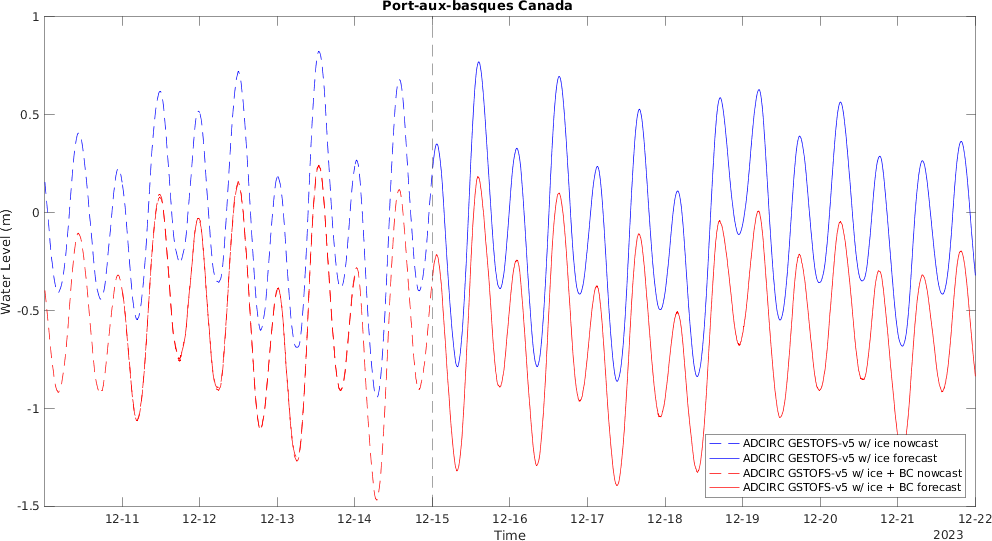 Port-aux-basques Canada
1
0.5
0
-0.5
-1
-1.5
Water Level (m)
12-11 12-12 12-13 12-14 12-15 12-16 12-17 12-18 12-19 12-20 12-21 12-22
Time
2023
ADCIRC GESTOFS-v5 w/ ice nowcast
ADCIRC GESTOFS-v5 w/ ice forecast
ADCIRC GSTOFS-v5 w/ ice + BC nowcast
ADCIRC GSTOFS-v5 w/ ice + BC forecast